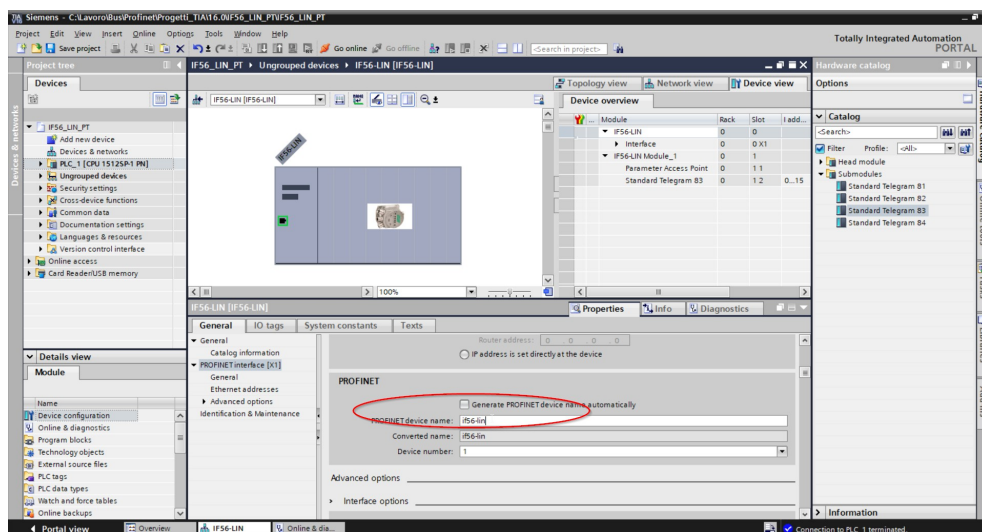 Siemens - C:\Lavoro\Bus\Profinet\Progetti_TIA\16.0\IF56_LIN_PT\IF56_LIN_PT
Project Edit View Insert Online Options Tools Window Help
Totally Integrated Automation
PORTAL
Save project
Go online
Go offline
<Search in project>
Project tree
IF56_LIN_PT
Ungrouped devices
IF56-LIN [IF56-LIN]
Hardware catalog
Devices
Topology view
Network view
Device view
Options
IF56-LIN [IF56-LIN]
Device overview
Module
Rack
Slot
I add...
IF56-LIN 0 0
Interface 0 0 X1
IF56-LIN Module_1 0 1
Parameter Access Point 0 1 1
Standard Telegram 83 0 1 2 0...15
IF56-LIN
IF56_LIN_PT
Add new device
Devices & networks
PLC_1 [CPU 1512SP-1 PN]
Ungrouped devices
Security settings
Cross-device functions
Common data
Documentation settings
Languages & resources
Version control interface
Online access
Card Reader/USB memory
Devices & networks
Catalog
<Search>
Filter Profile: <All>
Head module
Submodules
Standard Telegram 81
Standard Telegram 82
Standard Telegram 83
Standard Telegram 84
100%
IF56-LIN [IF56-LIN]
Properties
Info
Diagnostics
General
IO tags
System constants
Texts
General
Catalog information
PROFINET interface [X1]
General
Ethernet addresses
Advanced options
Identification & Maintenance
Router address: 0 . 0 . 0 . 0
IP address is set directly at the device
PROFINET
Generate PROFINET device name automatically
PROFINET device name: if56-lin
Converted name: if56-lin
Device number: 1
Advanced options
Interface options
Details view
Module
Name
Device configuration
Online & diagnostics
Program blocks
Technology objects
External source files
PLC tags
PLC data types
Watch and force tables
Online backups
Information
Portal view
Overview
IF56-LIN
Online & dia...
Connection to PLC_1 terminated.